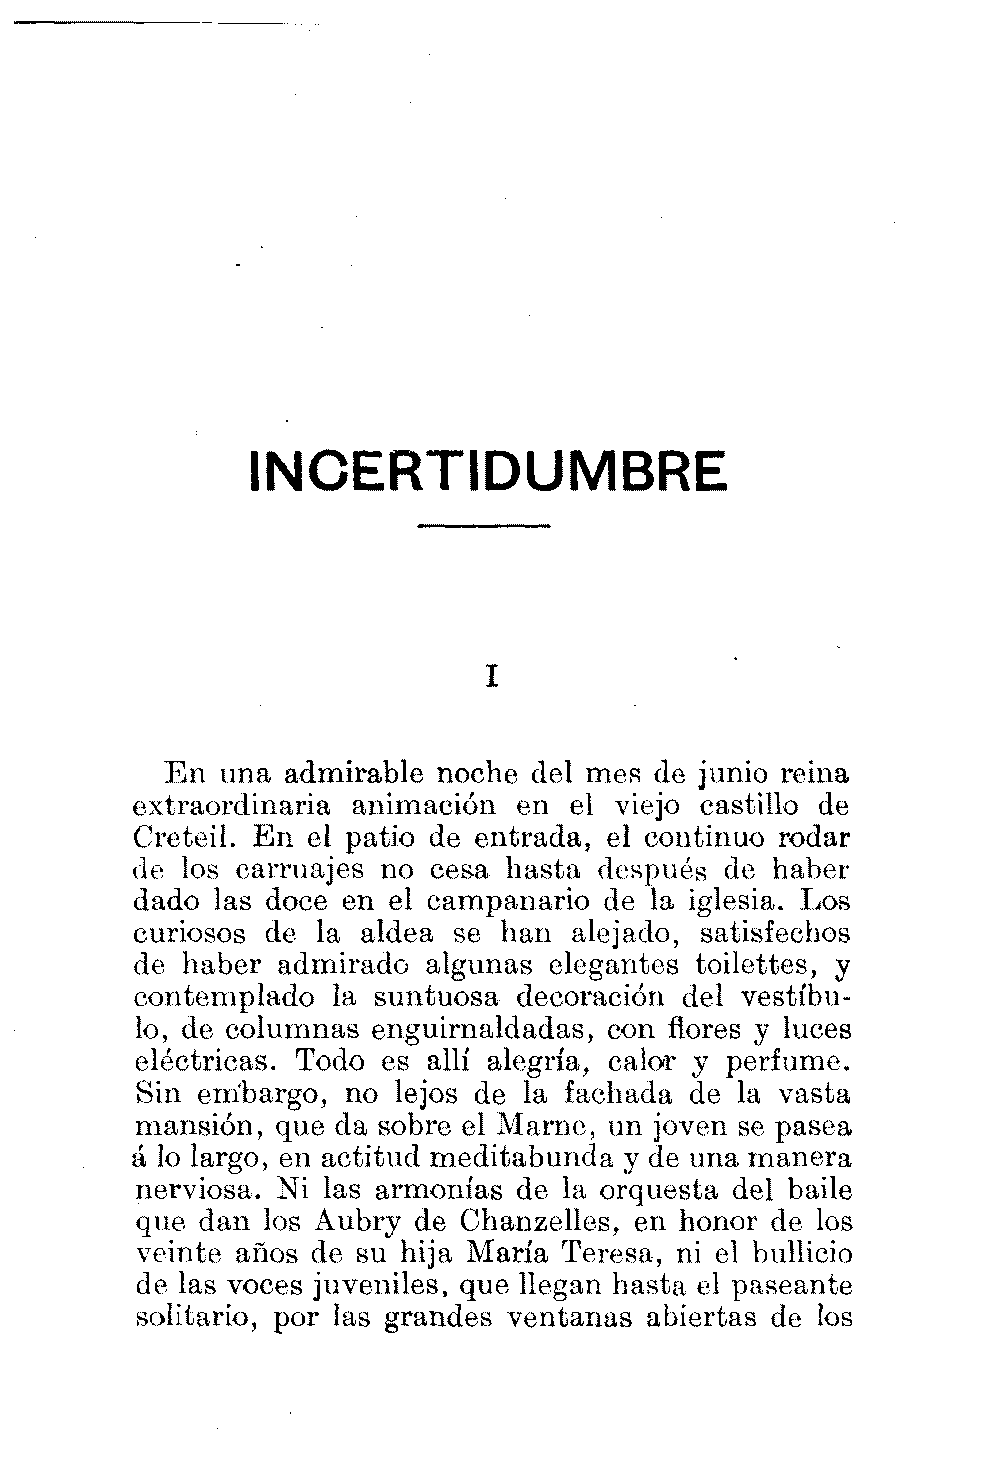 INCERTIDUMBRE
I
En una admirable noche del mes de junio reina
extraordinaria animación en el viejo castillo de
Creteil. En el patio de entrada, el continuo rodar
de los carruajes no cesa hasta después de haber
dado las doce en el campanario de la iglesia. Los
curiosos de la aldea se han alejado, satisfechos
de haber admirado algunas elegantes toilettes, y
contemplado la suntuosa decoración del vestíbu-
lo, de columnas enguirnaldadas, con flores y luces
eléctricas. Todo es allí alegría, calor y perfume.
Sin embargo, no lejos de la fachada de la vasta
mansión, que da sobre el Marne, un joven se pasea
á lo largo, en actitud meditabunda y de una manera
nerviosa. Ni las armonías de la orquesta del baile
que dan los Aubry de Chanzelles, en honor de los
veinte años de su hija María Teresa, ni el bullicio
de las voces juveniles, que llegan hasta el paseante
solitario, por las grandes ventanas abiertas de los